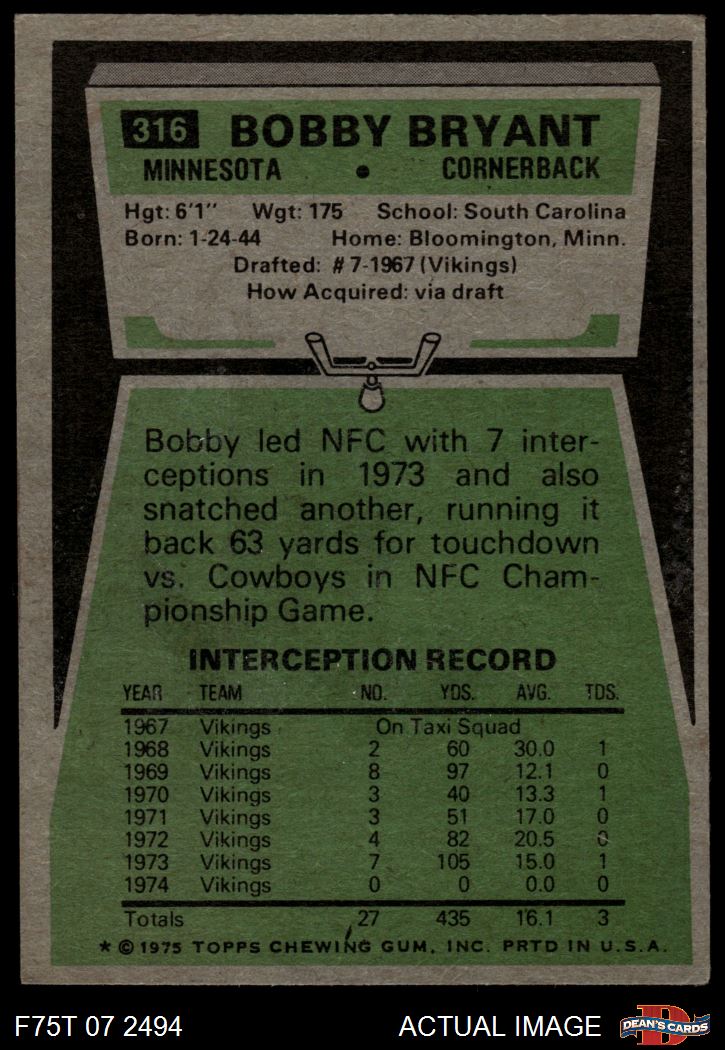 316 BOBBY BRYANT
MINNESOTA • CORNERBACK
Hgt: 6'1" Wgt: 175 School: South Carolina
Born: 1-24-44 Home: Bloomington, Minn.
Drafted: #7-1967 (Vikings)
How Acquired: via draft
Bobby led NFC with 7 inter-
ceptions in 1973 and also
snatched another, running it
back 63 yards for touchdown
vs. Cowboys in NFC Cham-
pionship Game.
INTERCEPTION RECORD
YEAR TEAM NO. YDS. AVG. TDS.
1967 Vikings On Taxi Squad
1968 Vikings 2 60 30.0 1
1969 Vikings 8 97 12.1 0
1970 Vikings 3 40 13.3 1
1971 Vikings 3 51 17.0 0
1972 Vikings 4 82 20.5 0
1973 Vikings 7 105 15.0 1
1974 Vikings 0 0 0.0 0
Totals 27 435 16.1 3
* © 1975 TOPPS CHEWING GUM, INC. PRTD IN U.S.A.
F75T 07 2494 ACTUAL IMAGE D DEAN'S CARDS